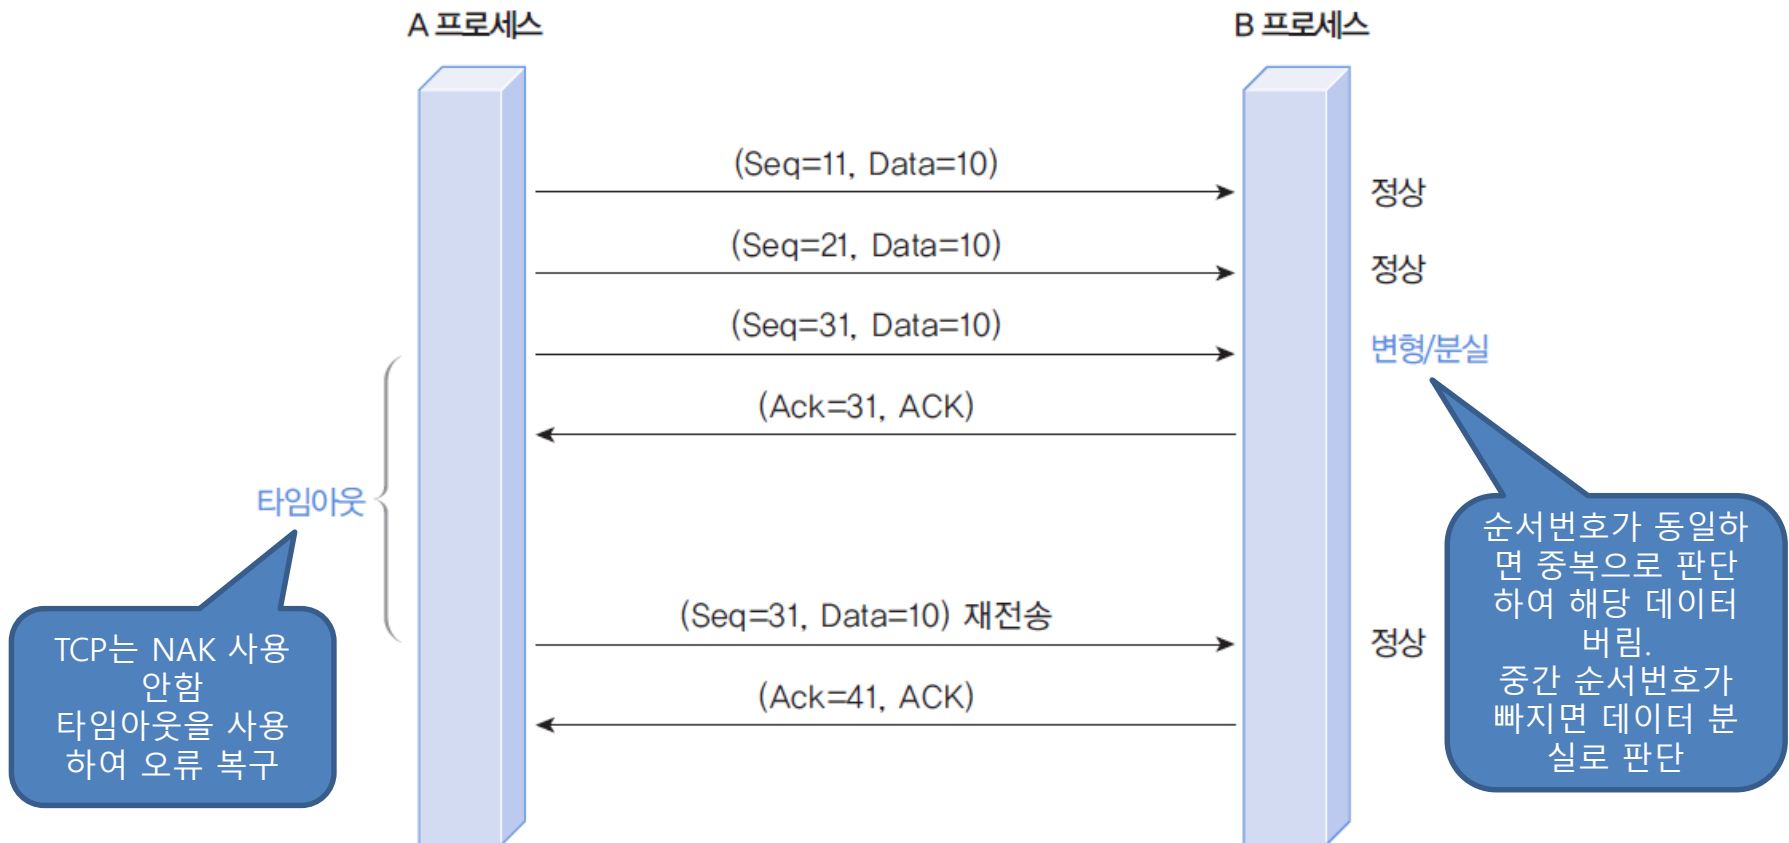 A 프로세스
B 프로세스
(Seq=11, Data=10)
정상
(Seq=21, Data=10)
정상
(Seq=31, Data=10)
변형/분실
(Ack=31, ACK)
타임아웃
(Seq=31, Data=10) 재전송
정상
(Ack=41, ACK)
TCP는 NAK 사용
안함
타임아웃을 사용
하여 오류 복구
순서번호가 동일하
면 중복으로 판단
하여 해당 데이터
버림.
중간 순서번호가
빠지면 데이터 분
실로 판단